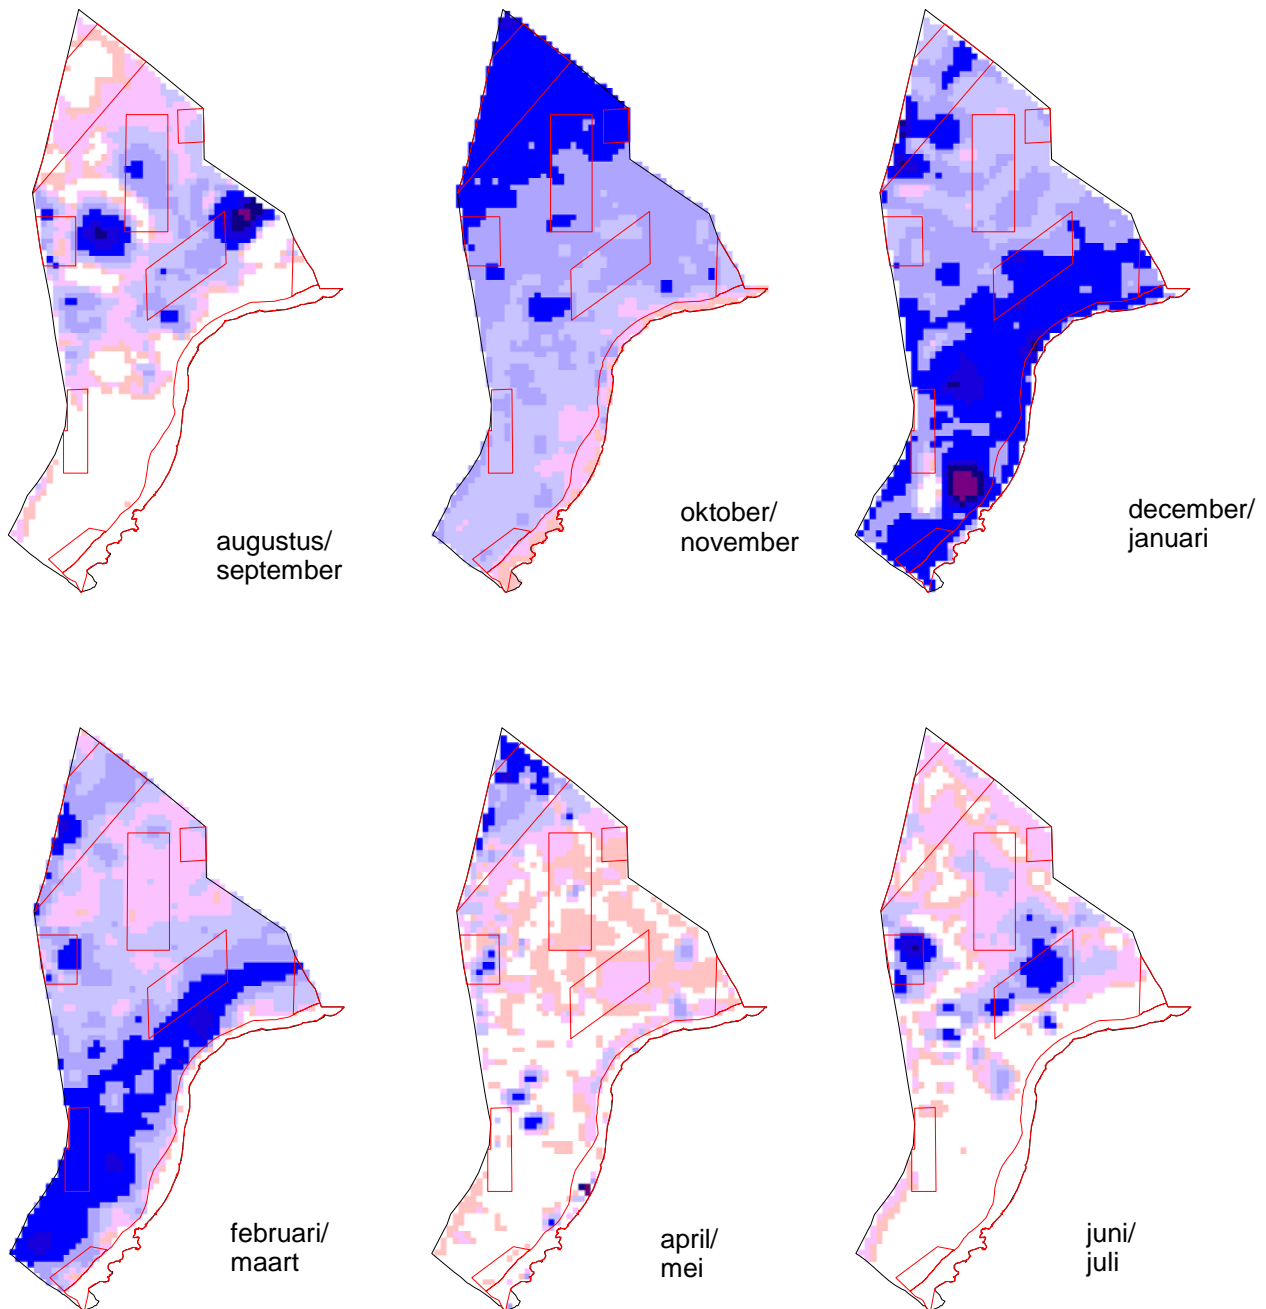 augustus/
september
oktober/
november
december/
januari
februari/
maart
april/
mei
juni/
juli